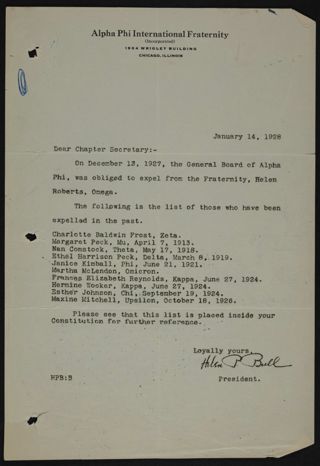 Alpha Phi International Fraternity
(Incorporated)
1604 WRIGLEY BUILDING
CHICAGO, ILLINOIS
January 14, 1928
Dear Chapter Secretary:-
On December 13, 1927, the General Board of Alpha
Phi, was obliged to expel from the Fraternity, Helen
Roberts, Omega.
The following is the list of those who have been
expelled in the past.
Charlotte Baldwin Frost, Zeta.
Margaret Peck, Mu, April 7, 1913.
Nan Comstock, Theta, May 17, 1918.
Ethel Harrison Peck, Delta, March 8, 1919.
Janice Kimball, Phi, June 21, 1921.
Martha McLendon, Omicron.
Frances Elizabeth Reynolds, Kappa, June 27, 1924.
Hermine Hooker, Kappa, June 27, 1924.
Esther Johnson, Chi, September 19, 1924.
Maxine Mitchell, Upsilon, October 18, 1926.
Please see that this list is placed inside your
Constitution for further reference.
Loyally yours,
Helen P. Bull
President.
HPB:B